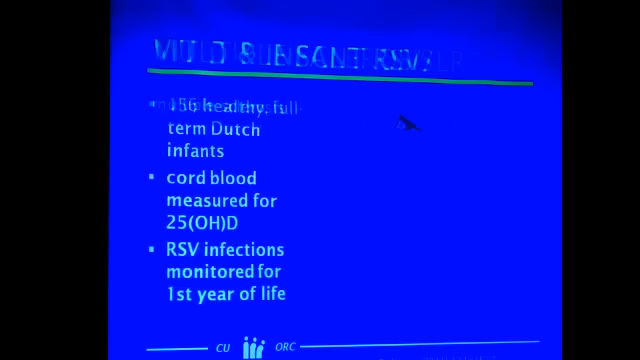 156 healthy, full-
term Dutch
infants
cord blood
measured for
25(OH)D
RSV infections
monitored for
1st year of life
CU ORC